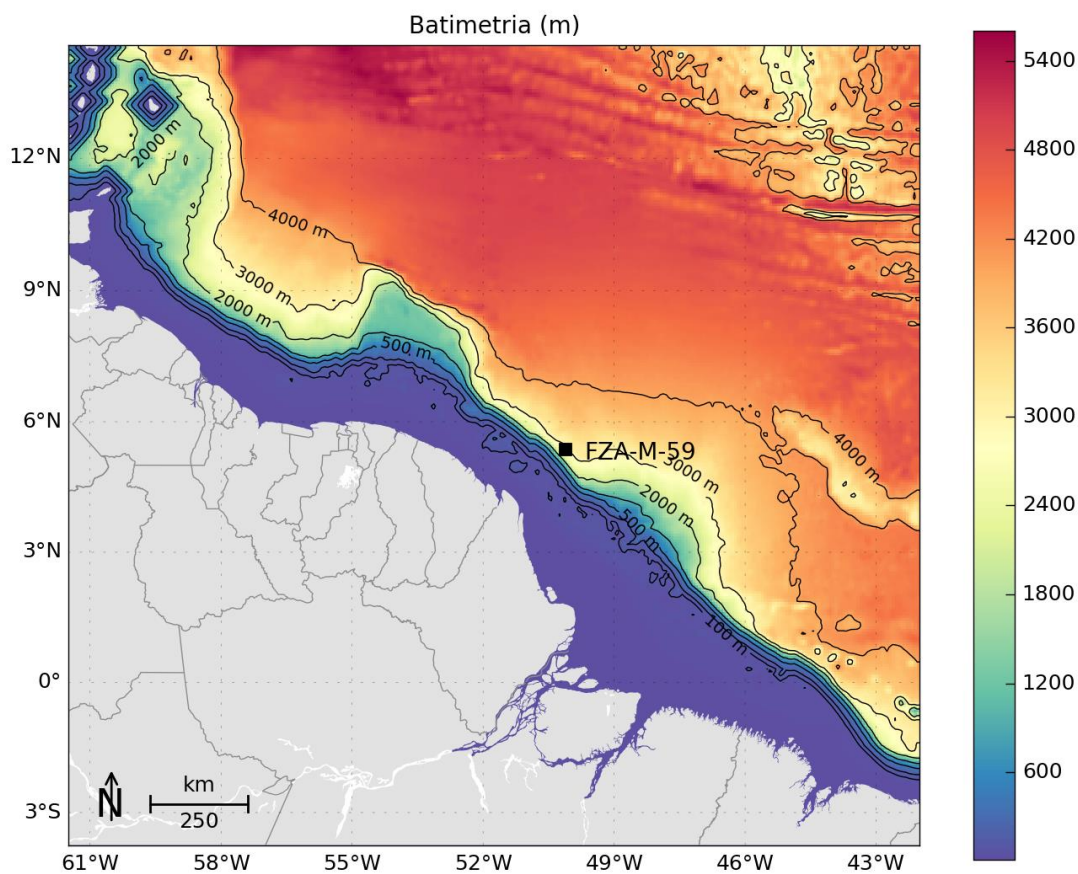 Batimetria (m)
12°N
9°N
6°N
3°N
0°
3°S
61°W
58°W
55°W
52°W
49°W
46°W
43°W
2000 m
4000 m
3000 m
2000 m
500 m
FZA-M-59
3000 m
4000 m
2000 m
500 m
100 m
N
km
250
5400
4800
4200
3600
3000
2400
1800
1200
600